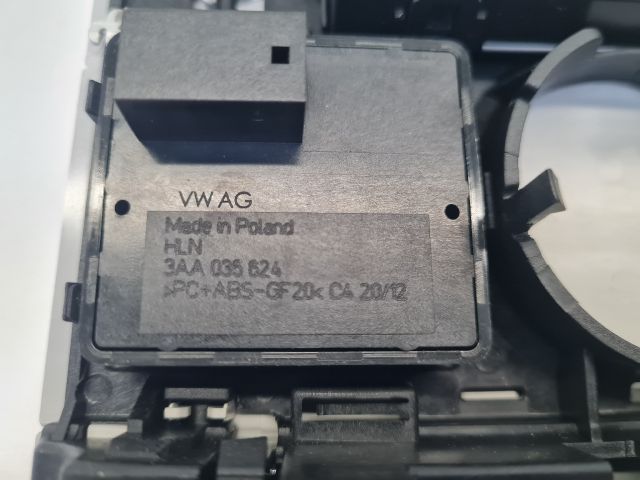 VW AG
Made in Poland
HLN
3AA 035 624
>PC+ABS-GF20< C4 20/12